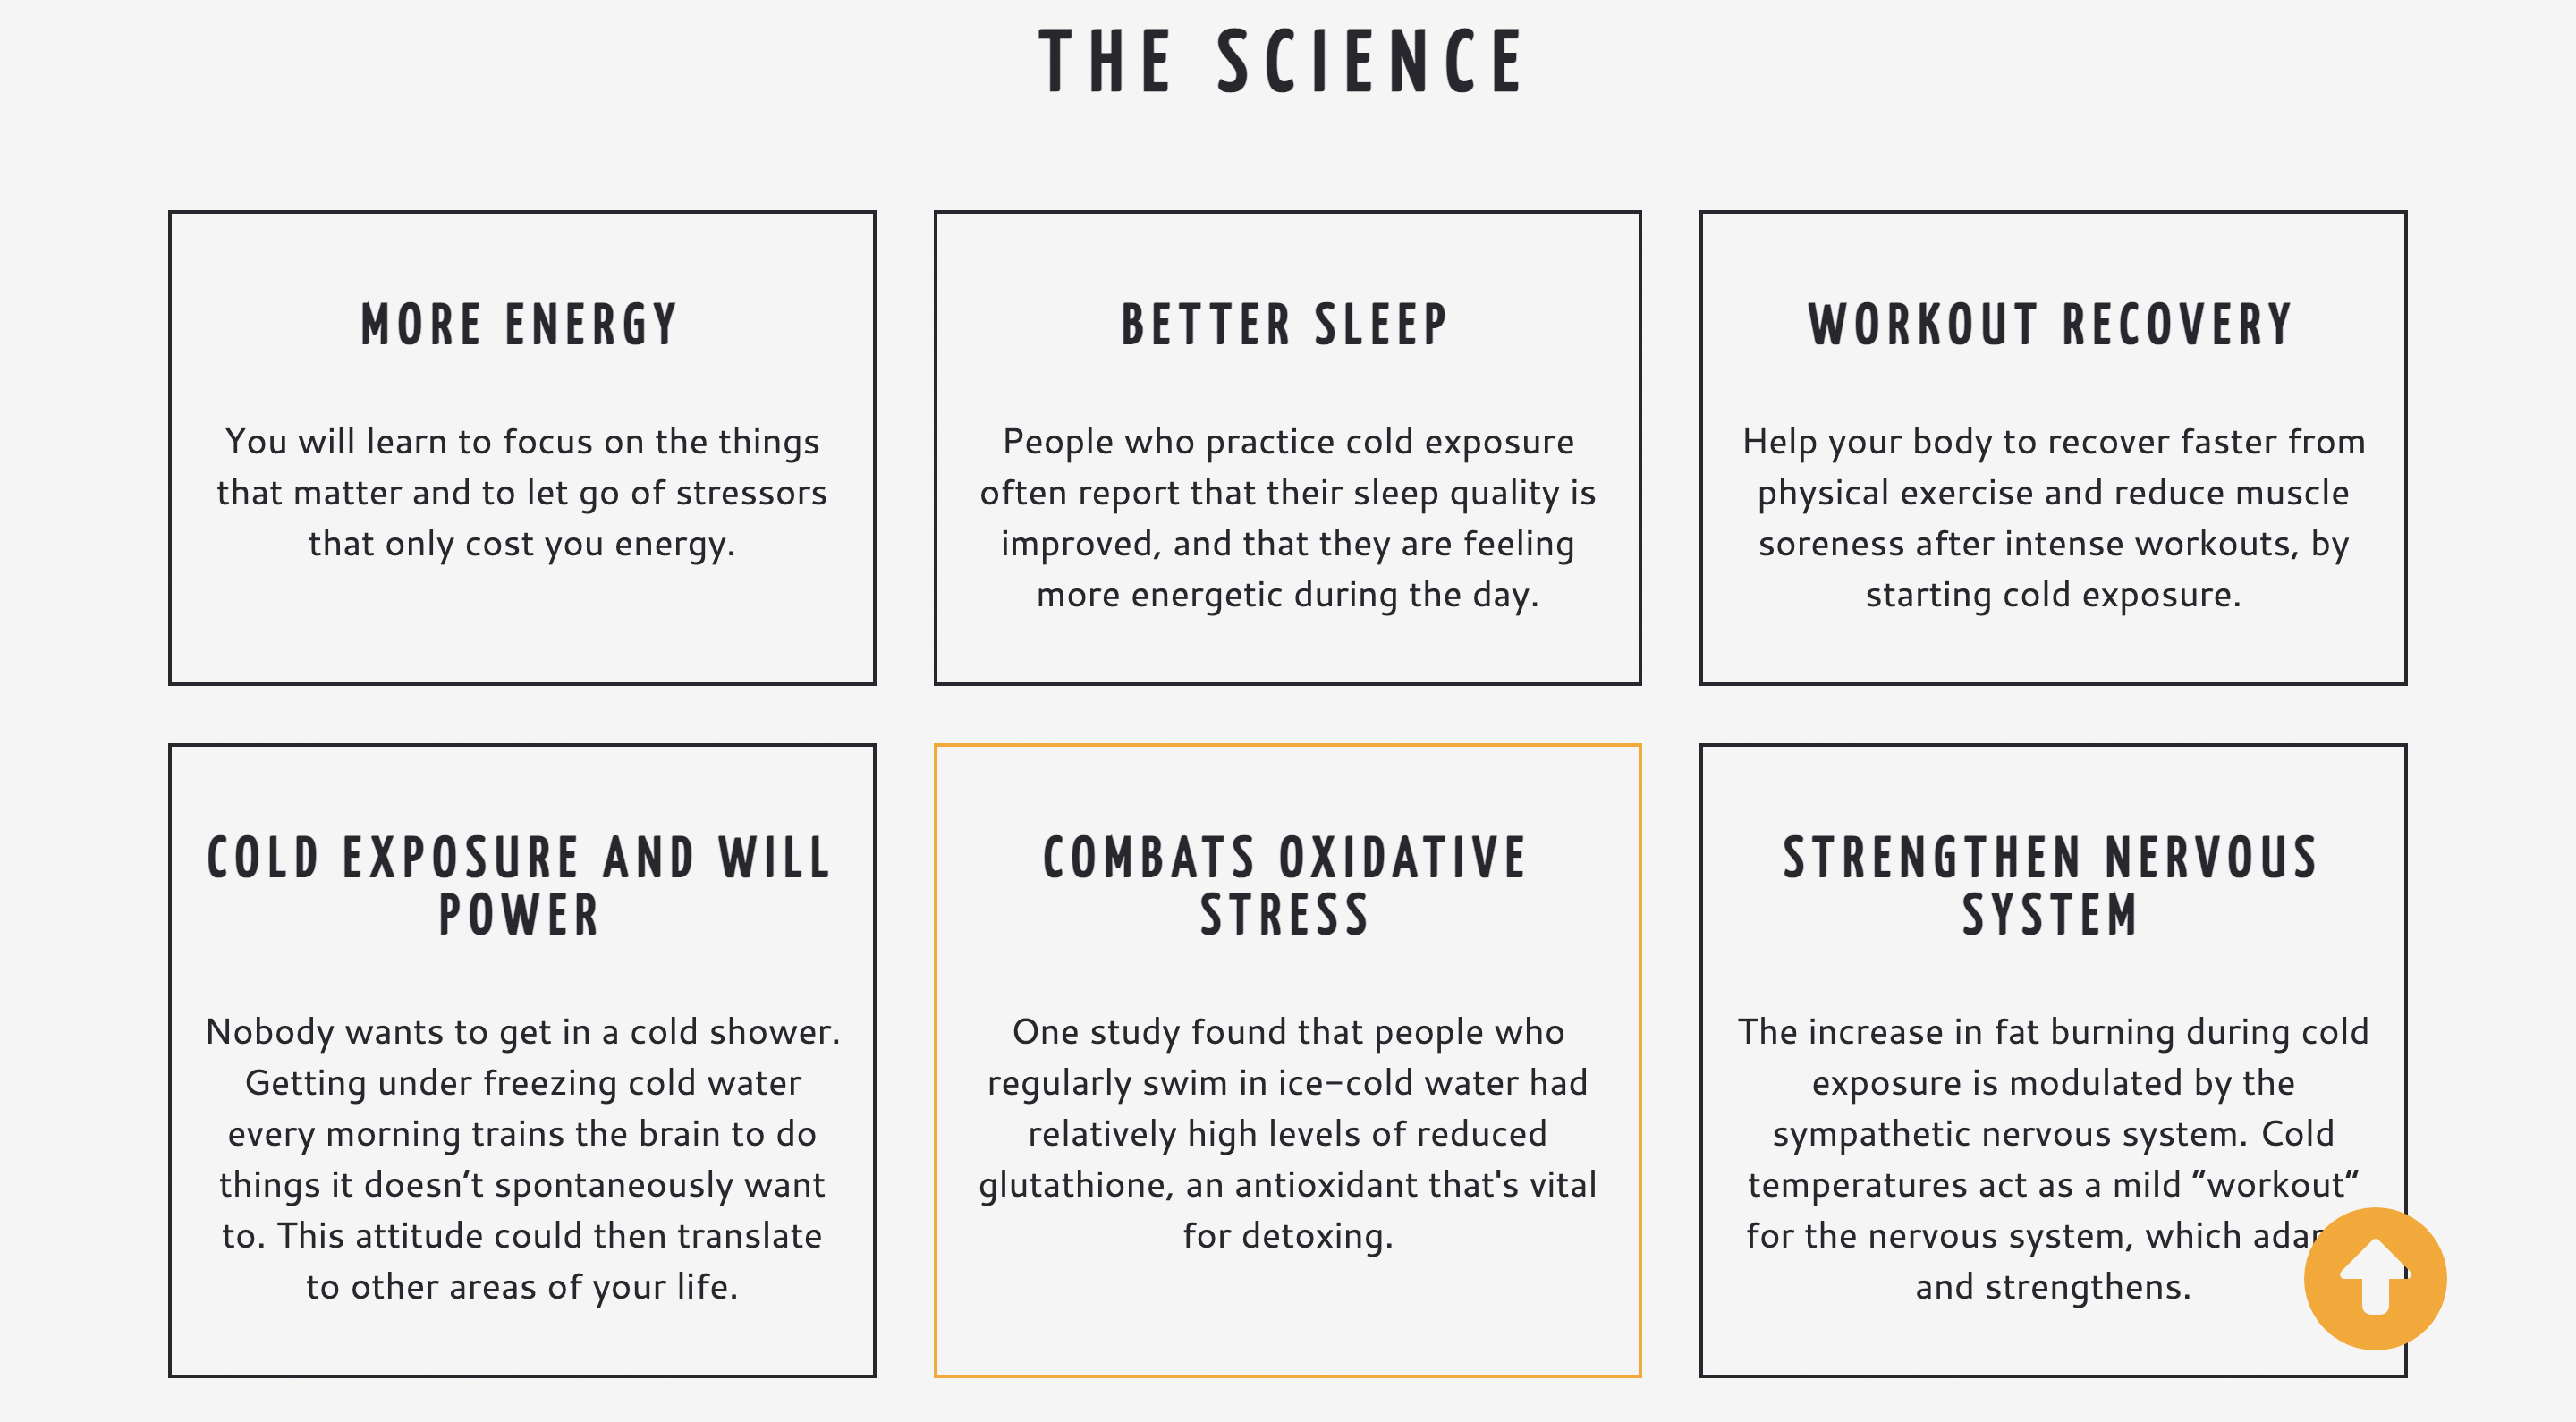 THE SCIENCE
MORE ENERGY
You will learn to focus on the things
that matter and to let go of stressors
that only cost you energy.
BETTER SLEEP
People who practice cold exposure
often report that their sleep quality is
improved, and that they are feeling
more energetic during the day.
WORKOUT RECOVERY
Help your body to recover faster from
physical exercise and reduce muscle
soreness after intense workouts, by
starting cold exposure.
COLD EXPOSURE AND WILL
POWER
Nobody wants to get in a cold shower.
Getting under freezing cold water
every morning trains the brain to do
things it doesn’t spontaneously want
to. This attitude could then translate
to other areas of your life.
COMBATS OXIDATIVE
STRESS
One study found that people who
regularly swim in ice-cold water had
relatively high levels of reduced
glutathione, an antioxidant that's vital
for detoxing.
STRENGTHEN NERVOUS
SYSTEM
The increase in fat burning during cold
exposure is modulated by the
sympathetic nervous system. Cold
temperatures act as a mild “workout”
for the nervous system, which
and strengthens.